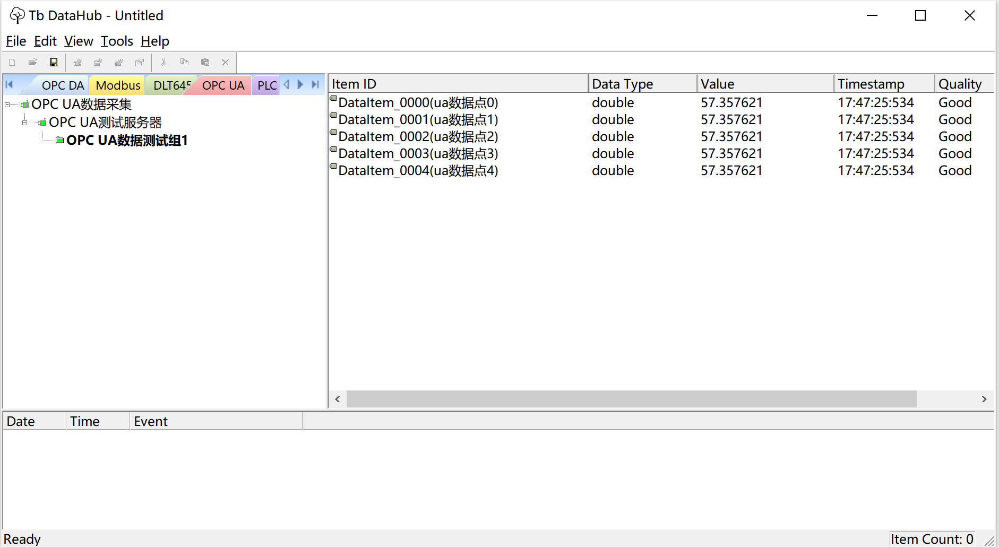 Tb DataHub - Untitled
File Edit View Tools Help
OPC DA Modbus DLT645 OPC UA PLC
OPC UA数据采集
OPC UA测试服务器
OPC UA数据测试组1
Item ID Data Type Value Timestamp Quality
DataItem_0000(ua数据点0) double 57.357621 17:47:25:534 Good
DataItem_0001(ua数据点1) double 57.357621 17:47:25:534 Good
DataItem_0002(ua数据点2) double 57.357621 17:47:25:534 Good
DataItem_0003(ua数据点3) double 57.357621 17:47:25:534 Good
DataItem_0004(ua数据点4) double 57.357621 17:47:25:534 Good
Date Time Event
Ready Item Count: 0